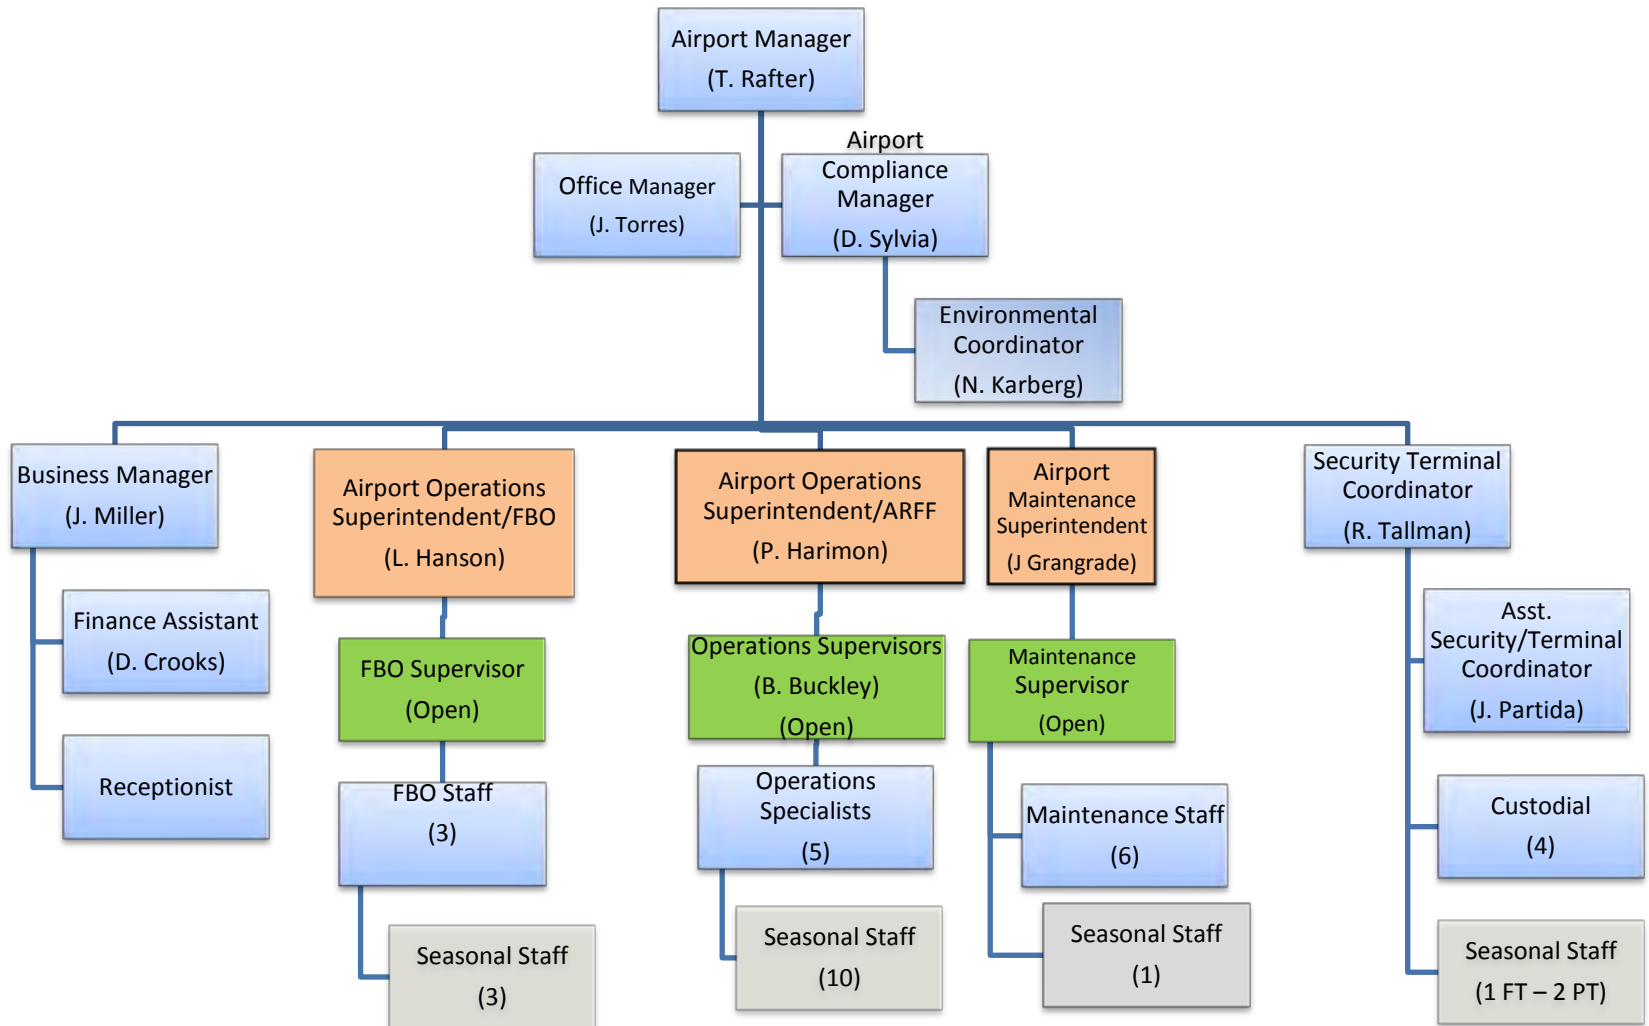 Airport Manager
(T. Rafter)
Office Manager
(J. Torres)
Airport
Compliance
Manager
(D. Sylvia)
Environmental
Coordinator
(N. Karberg)
Business Manager
(J. Miller)
Finance Assistant
(D. Crooks)
Receptionist
Airport Operations
Superintendent/FBO
(L. Hanson)
FBO Supervisor
(Open)
FBO Staff
(3)
Seasonal Staff
(3)
Airport Operations
Superintendent/ARFF
(P. Harimon)
Operations Supervisors
(B. Buckley)
(Open)
Operations
Specialists
(5)
Seasonal Staff
(10)
Airport
Maintenance
Superintendent
(J Grangrade)
Maintenance
Supervisor
(Open)
Maintenance Staff
(6)
Seasonal Staff
(1)
Security Terminal
Coordinator
(R. Tallman)
Asst.
Security/Terminal
Coordinator
(J. Partida)
Custodial
(4)
Seasonal Staff
(1 FT – 2 PT)